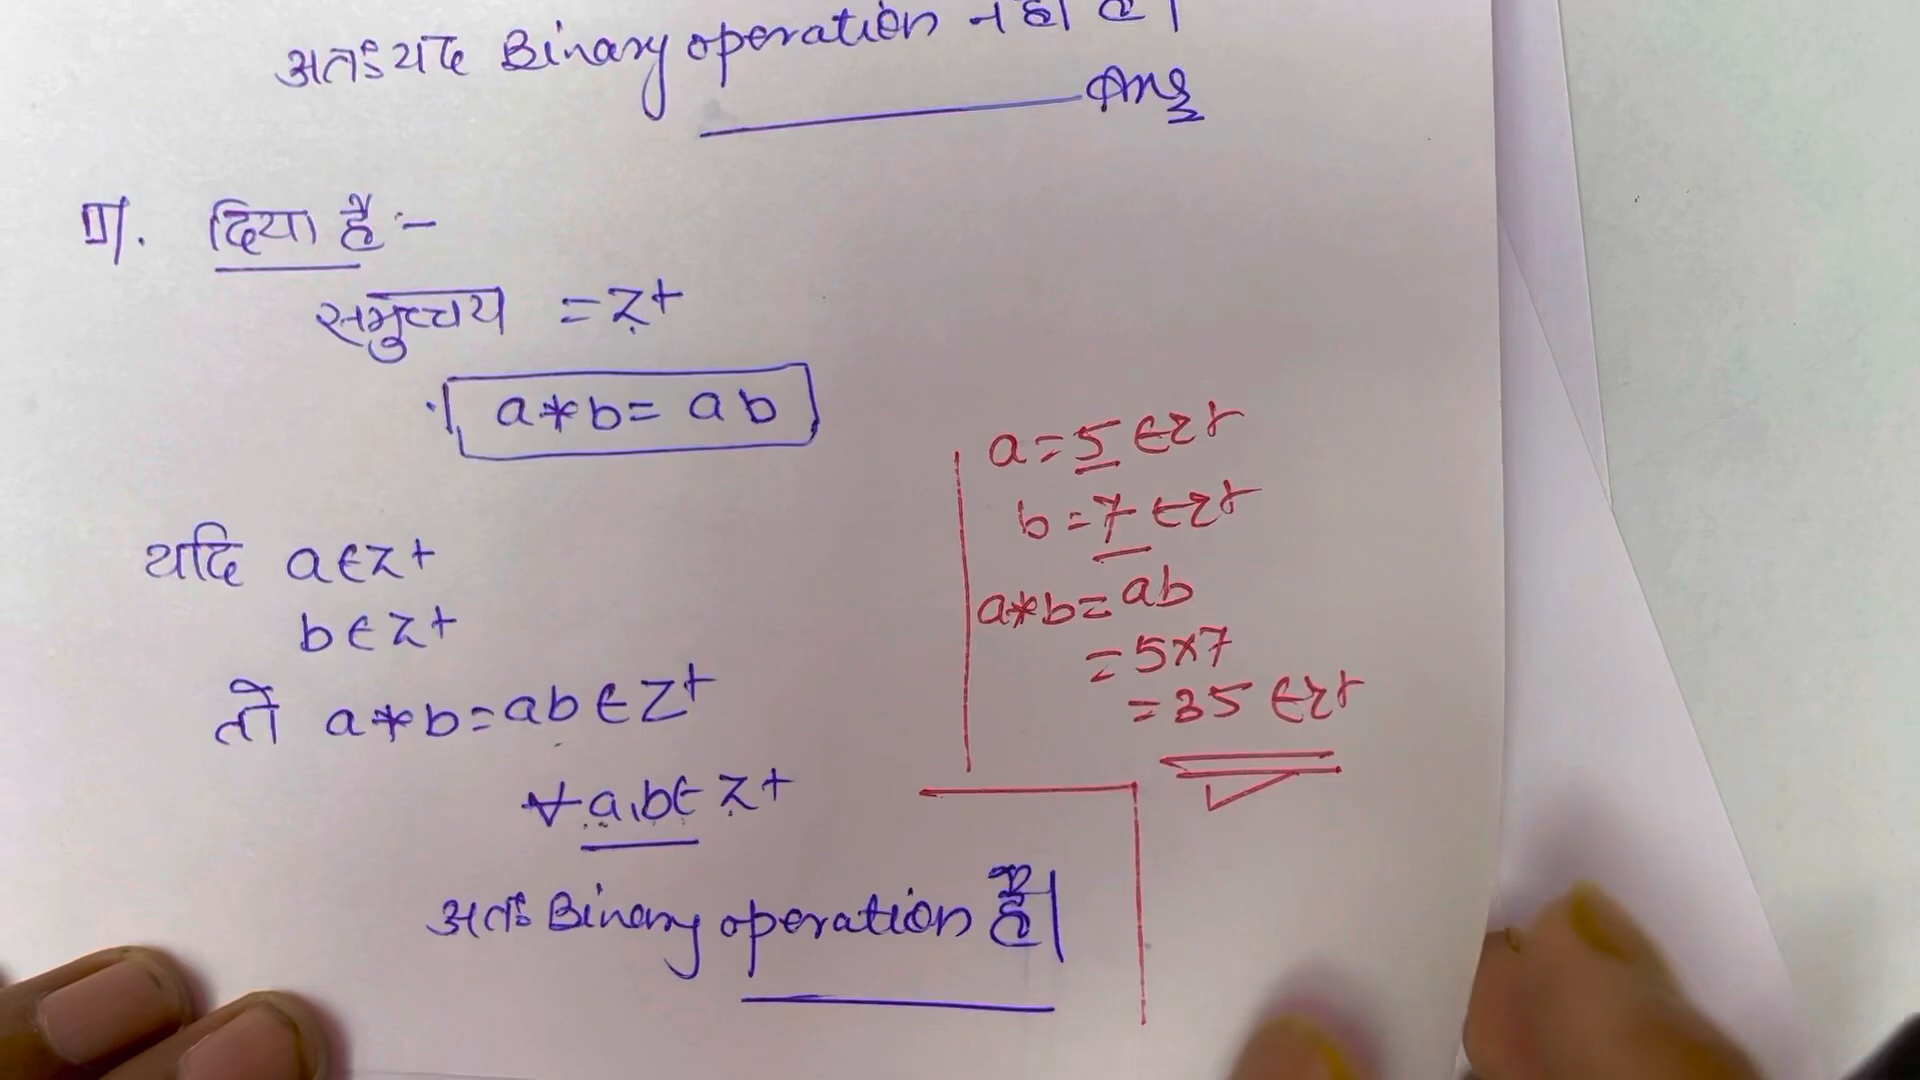 अतः यह Binary operation नहीं है।
Ans
II. दिया है :-
समुच्चय = Z+
a*b = ab
यदि a∈Z+
b∈Z+
तो a*b=ab∈Z+
∀ a,b∈Z+
अतः Binary operation है।
a=5∈Z+
b=7∈Z+
a*b=ab
=5×7
=35∈Z+